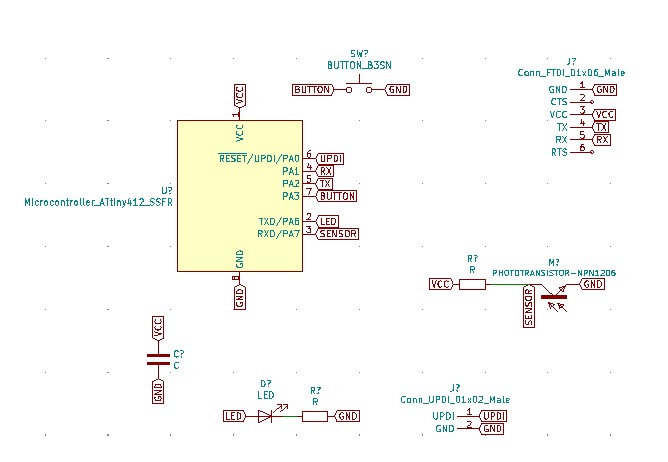 SW?
BUTTON_B3SN
BUTTON
GND
J?
Conn_FTDI_01x06_Male
GND 1 GND
CTS 2
VCC 3 VCC
TX 4 TX
RX 5 RX
RTS 6
VCC
1
VCC
RESET/UPDI/PA0 6 UPDI
PA1 4 RX
PA2 5 TX
PA3 7 BUTTON
TXD/PA6 2 LED
RXD/PA7 3 SENSOR
U?
Microcontroller_ATtiny412_SSFR
GND
8
GND
R?
R
VCC
M?
PHOTOTRANSISTOR-NPN1206
GND
SENSOR
VCC
C?
C
GND
D?
LED
LED
R?
R
GND
J?
Conn_UPDI_01x02_Male
UPDI 1 UPDI
GND 2 GND